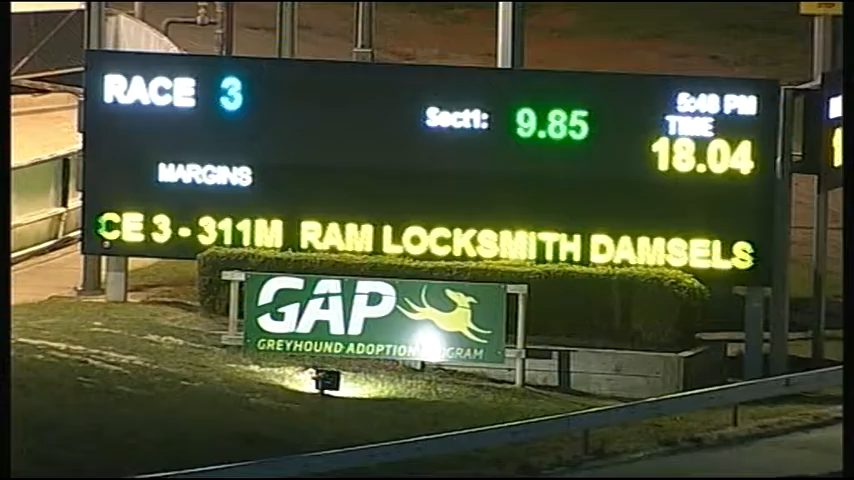 RACE 3
Sect1: 9.85
5:48 PM
TIME
18.04
MARGINS
CE 3 - 311M RAM LOCKSMITH DAMSELS
GAP
GREYHOUND ADOPTION PROGRAM